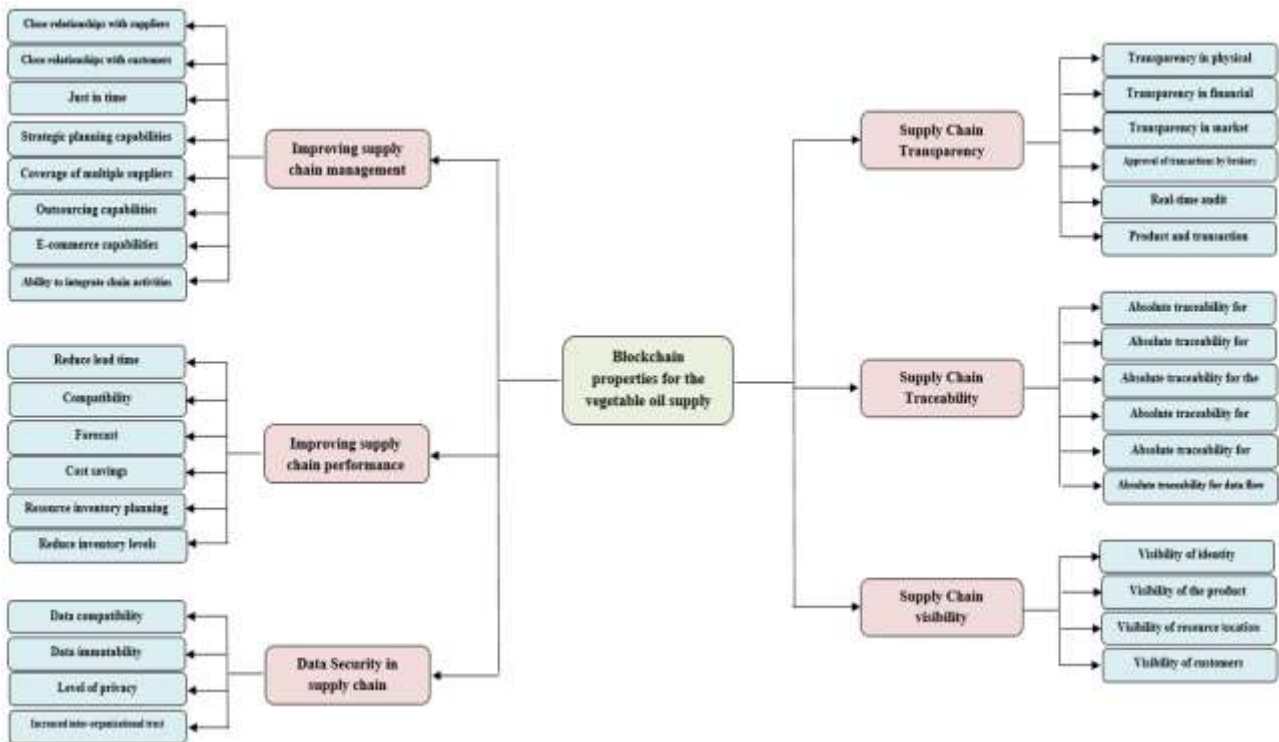 Close relationships with suppliers
Close relationships with customers
Just in time
Strategic planning capabilities
Coverage of multiple suppliers
Outsourcing capabilities
E-commerce capabilities
Ability to integrate chain activities
Improving supply
chain management
Reduce lead time
Compatibility
Forecast
Cost savings
Resource inventory planning
Reduce inventory levels
Improving supply
chain performance
Data compatibility
Data immutability
Level of privacy
Increased inter-organizational trust
Data Security in
supply chain
Blockchain
properties for the
vegetable oil supply
Supply Chain
Transparency
Transparency in physical
Transparency in financial
Transparency in market
Approval of transactions by brokers
Real-time audit
Product and transaction
Supply Chain
Traceability
Absolute traceability for
Absolute traceability for
Absolute traceability for the
Absolute traceability for
Absolute traceability for
Absolute traceability for data flow
Supply Chain
visibility
Visibility of identity
Visibility of the product
Visibility of resource location
Visibility of customers